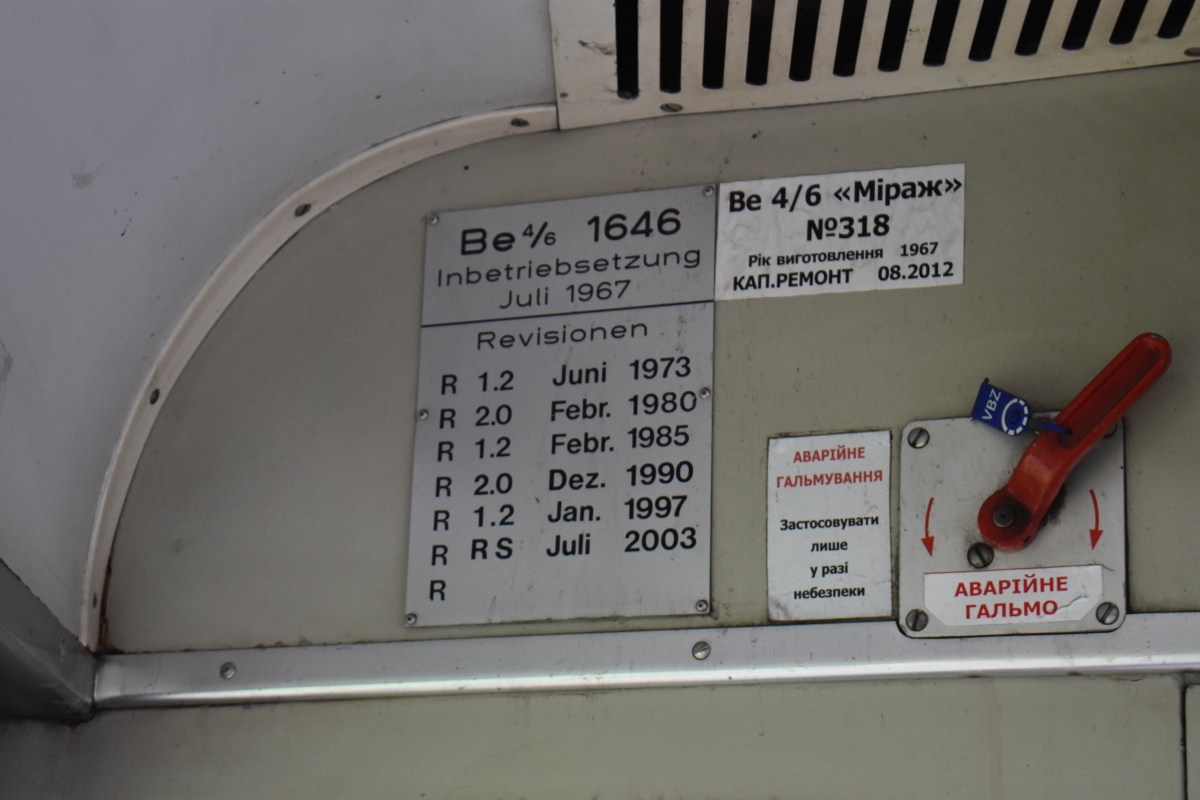 Be 4/6 1646
Inbetriebsetzung
Juli 1967
Revisionen
R 1.2 Juni 1973
R 2.0 Febr. 1980
R 1.2 Febr. 1985
R 2.0 Dez. 1990
R 1.2 Jan. 1997
R RS Juli 2003
R
Be 4/6 «Міраж»
№318
Рік виготовлення 1967
КАП.РЕМОНТ 08.2012
АВАРІЙНЕ
ГАЛЬМУВАННЯ
Застосовувати
лише
у разі
небезпеки
VBZ
АВАРІЙНЕ
ГАЛЬМО